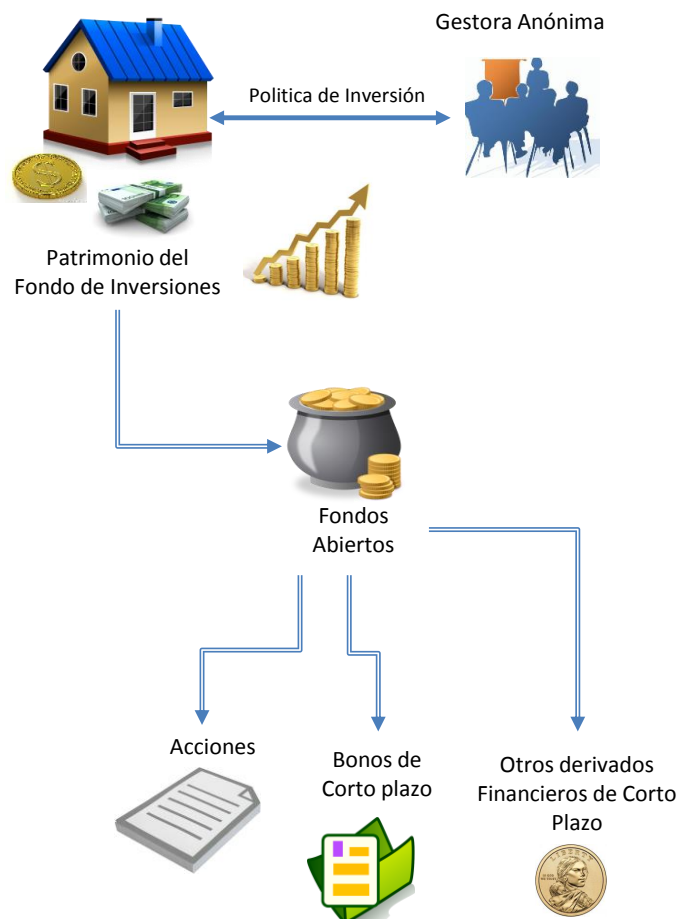 Gestora Anónima
Politica de Inversión
Patrimonio del
Fondo de Inversiones
Fondos
Abiertos
Acciones
Bonos de
Corto plazo
Otros derivados
Financieros de Corto
Plazo
LIBERTY